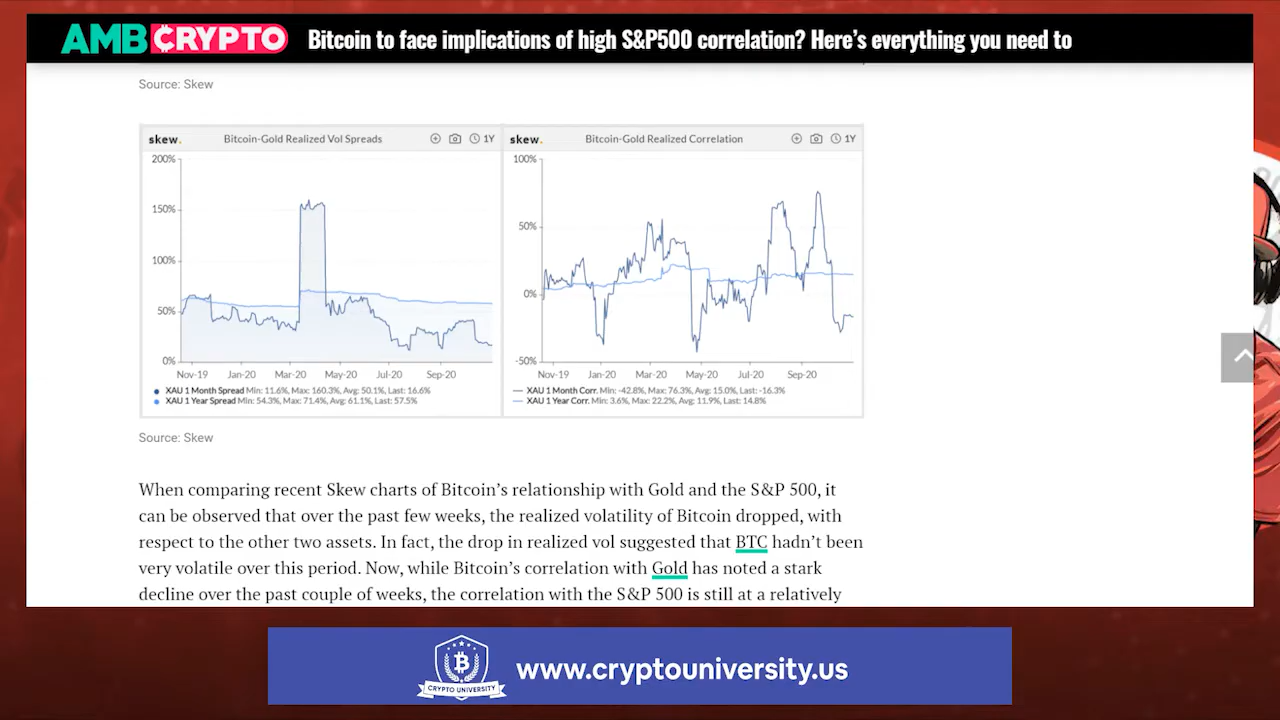 AMBCRYPTO
Bitcoin to face implications of high S&P500 correlation? Here's everything you need to
Source: Skew
skew.
Bitcoin-Gold Realized Vol Spreads
1Y
200%
150%
100%
50%
0%
Nov-19 Jan-20 Mar-20 May-20 Jul-20 Sep-20
XAU 1 Month Spread Min: 11.6%, Max: 160.3%, Avg: 50.1%, Last: 16.6%
XAU 1 Year Spread Min: 54.3%, Max: 71.4%, Avg: 61.1%, Last: 57.5%
skew.
Bitcoin-Gold Realized Correlation
1Y
100%
50%
0%
-50%
Nov-19 Jan-20 Mar-20 May-20 Jul-20 Sep-20
XAU 1 Month Corr. Min: -42.8%, Max: 76.3%, Avg: 15.0%, Last: -16.3%
XAU 1 Year Corr. Min: 3.6%, Max: 22.2%, Avg: 11.9%, Last: 14.8%
Source: Skew
When comparing recent Skew charts of Bitcoin's relationship with Gold and the S&P 500, it
can be observed that over the past few weeks, the realized volatility of Bitcoin dropped, with
respect to the other two assets. In fact, the drop in realized vol suggested that BTC hadn't been
very volatile over this period. Now, while Bitcoin's correlation with Gold has noted a stark
decline over the past couple of weeks, the correlation with the S&P 500 is still at a relatively
CRYPTO UNIVERSITY
www.cryptouniversity.us